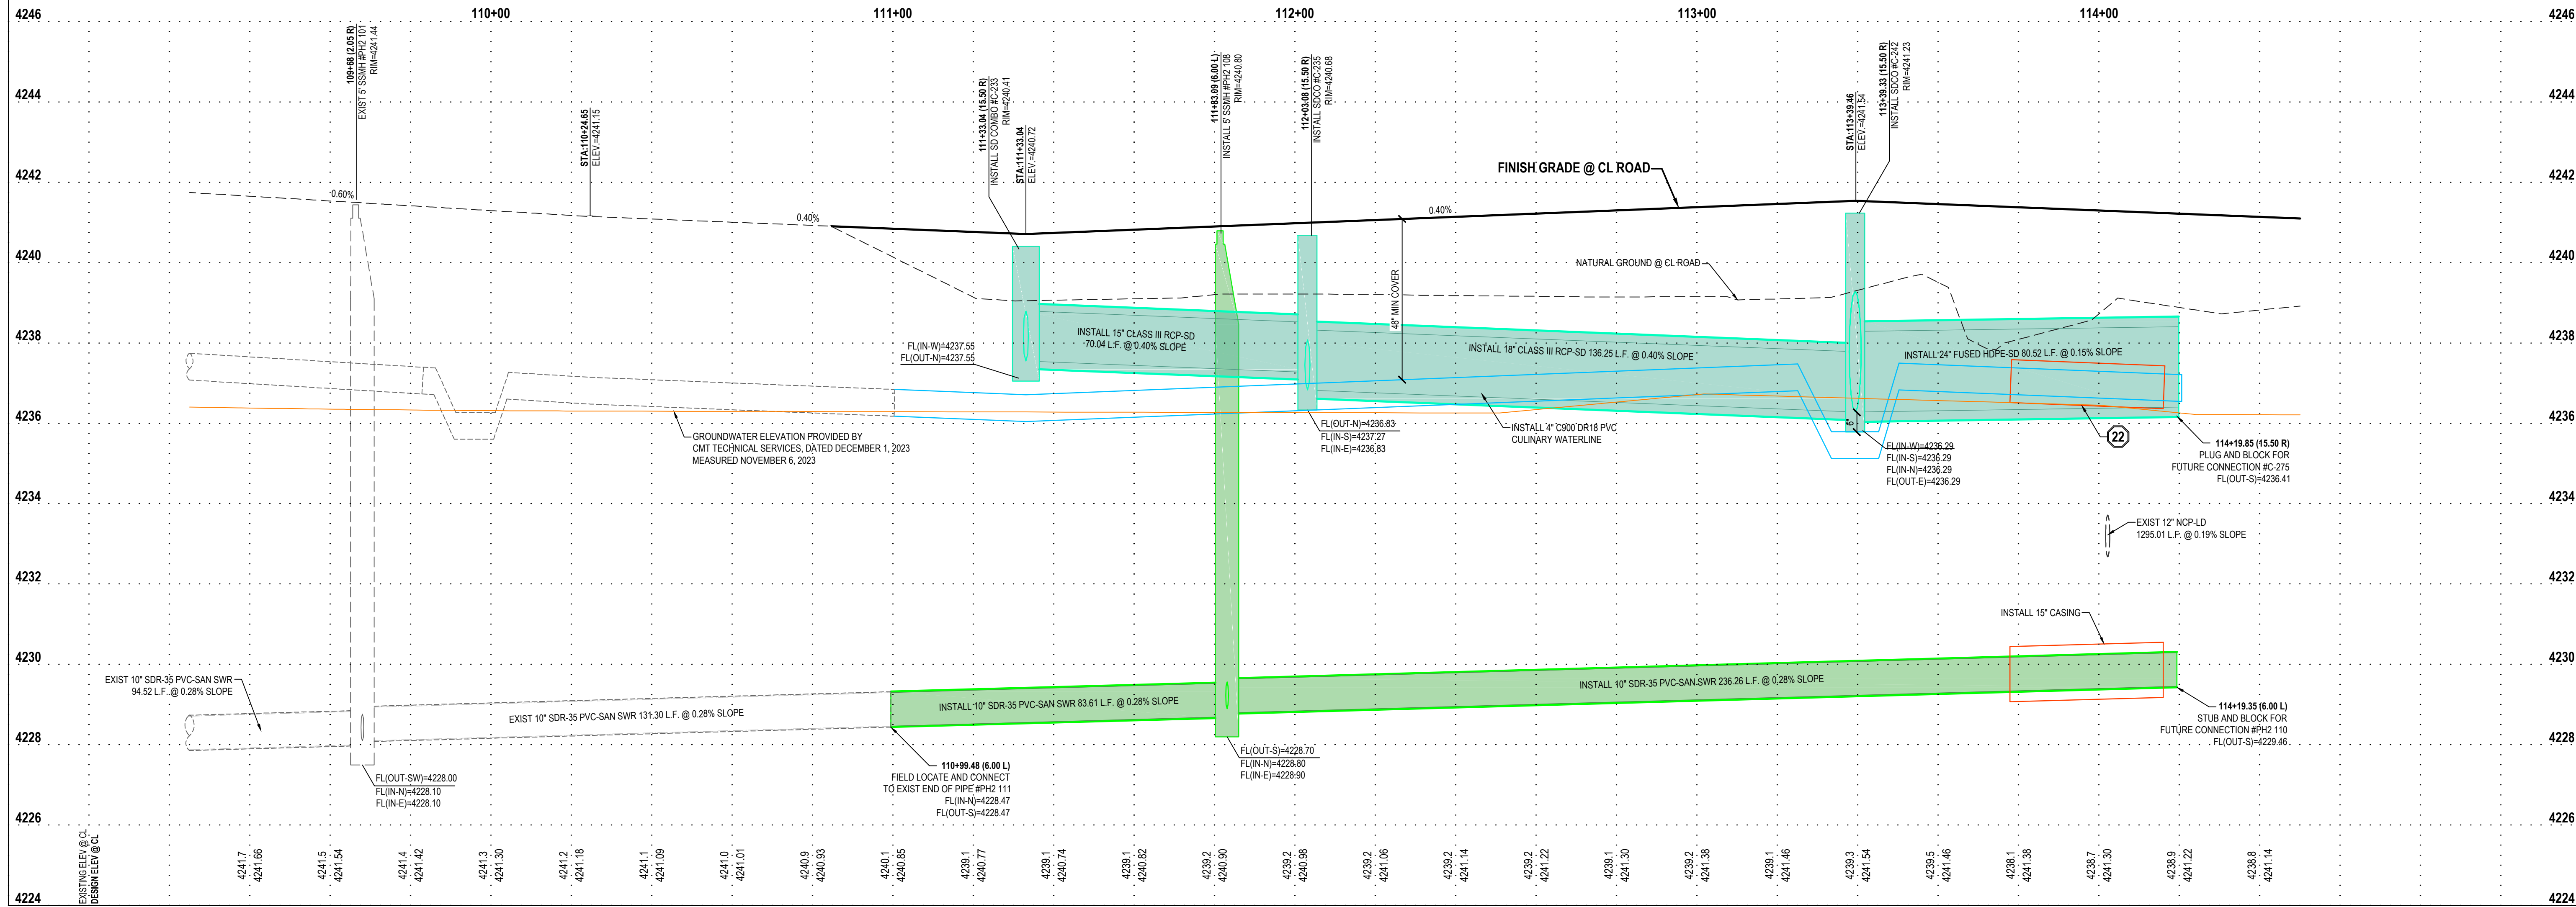 110+00
111+00
112+00
113+00
114+00
4246
4246
4244
4244
4242
4242
4240
4240
4238
4238
4236
4236
4234
4234
4232
4232
4230
4230
4228
4228
4226
4226
4224
4224
109+68 (2.05 R)
EXIST 5' SSMH #PH2 101
RIM=4241.44
STA:110+24.65
ELEV.=4241.15
111+33.04 (15.50 R)
INSTALL SD COMBO #C-233
RIM=4240.41
STA:111+33.04
ELEV.=4240.72
111+83.09 (6.00 L)
INSTALL 5' SSMH #PH2 108
RIM=4240.80
112+03.08 (15.50 R)
INSTALL SDCO #C-235
RIM=4240.68
STA:113+39.46
ELEV.=4241.54
113+39.33 (15.50 R)
INSTALL SDCO #C-242
RIM=4241.23
0.60%
0.40%
0.40%
FINISH GRADE @ CL ROAD
NATURAL GROUND @ CL ROAD
48" MIN COVER
INSTALL 15" CLASS III RCP-SD
70.04 L.F. @ 0.40% SLOPE
INSTALL 18" CLASS III RCP-SD 136.25 L.F. @ 0.40% SLOPE
INSTALL 24" FUSED HDPE-SD 80.52 L.F. @ 0.15% SLOPE
FL(IN-W)=4237.55
FL(OUT-N)=4237.55
GROUNDWATER ELEVATION PROVIDED BY
CMT TECHNICAL SERVICES, DATED DECEMBER 1, 2023
MEASURED NOVEMBER 6, 2023
FL(OUT-N)=4236.83
FL(IN-S)=4237.27
FL(IN-E)=4236.83
INSTALL 4" C900 DR18 PVC
CULINARY WATERLINE
6"
FL(IN-W)=4236.29
FL(IN-S)=4236.29
FL(IN-N)=4236.29
FL(OUT-E)=4236.29
22
114+19.85 (15.50 R)
PLUG AND BLOCK FOR
FUTURE CONNECTION #C-275
FL(OUT-S)=4236.41
EXIST 12" NCP-LD
1295.01 L.F. @ 0.19% SLOPE
INSTALL 15" CASING
EXIST 10" SDR-35 PVC-SAN SWR
94.52 L.F. @ 0.28% SLOPE
EXIST 10" SDR-35 PVC-SAN SWR 131.30 L.F. @ 0.28% SLOPE
INSTALL 10" SDR-35 PVC-SAN SWR 83.61 L.F. @ 0.28% SLOPE
INSTALL 10" SDR-35 PVC-SAN SWR 236.26 L.F. @ 0.28% SLOPE
FL(OUT-SW)=4228.00
FL(IN-N)=4228.10
FL(IN-E)=4228.10
110+99.48 (6.00 L)
FIELD LOCATE AND CONNECT
TO EXIST END OF PIPE #PH2 111
FL(IN-N)=4228.47
FL(OUT-S)=4228.47
FL(OUT-S)=4228.70
FL(IN-N)=4228.80
FL(IN-E)=4228.90
114+19.35 (6.00 L)
STUB AND BLOCK FOR
FUTURE CONNECTION #PH2 110
FL(OUT-S)=4229.46
EXISTING ELEV @ CL
DESIGN ELEV @ CL
4241.7
4241.66
4241.5
4241.54
4241.4
4241.42
4241.3
4241.30
4241.2
4241.18
4241.1
4241.09
4241.0
4241.01
4240.9
4240.93
4240.1
4240.85
4239.1
4240.77
4239.1
4240.74
4239.1
4240.82
4239.2
4240.90
4239.2
4240.98
4239.2
4241.06
4239.2
4241.14
4239.2
4241.22
4239.1
4241.30
4239.2
4241.38
4239.1
4241.46
4239.3
4241.54
4239.5
4241.46
4238.1
4241.38
4238.7
4241.30
4238.9
4241.22
4238.8
4241.14